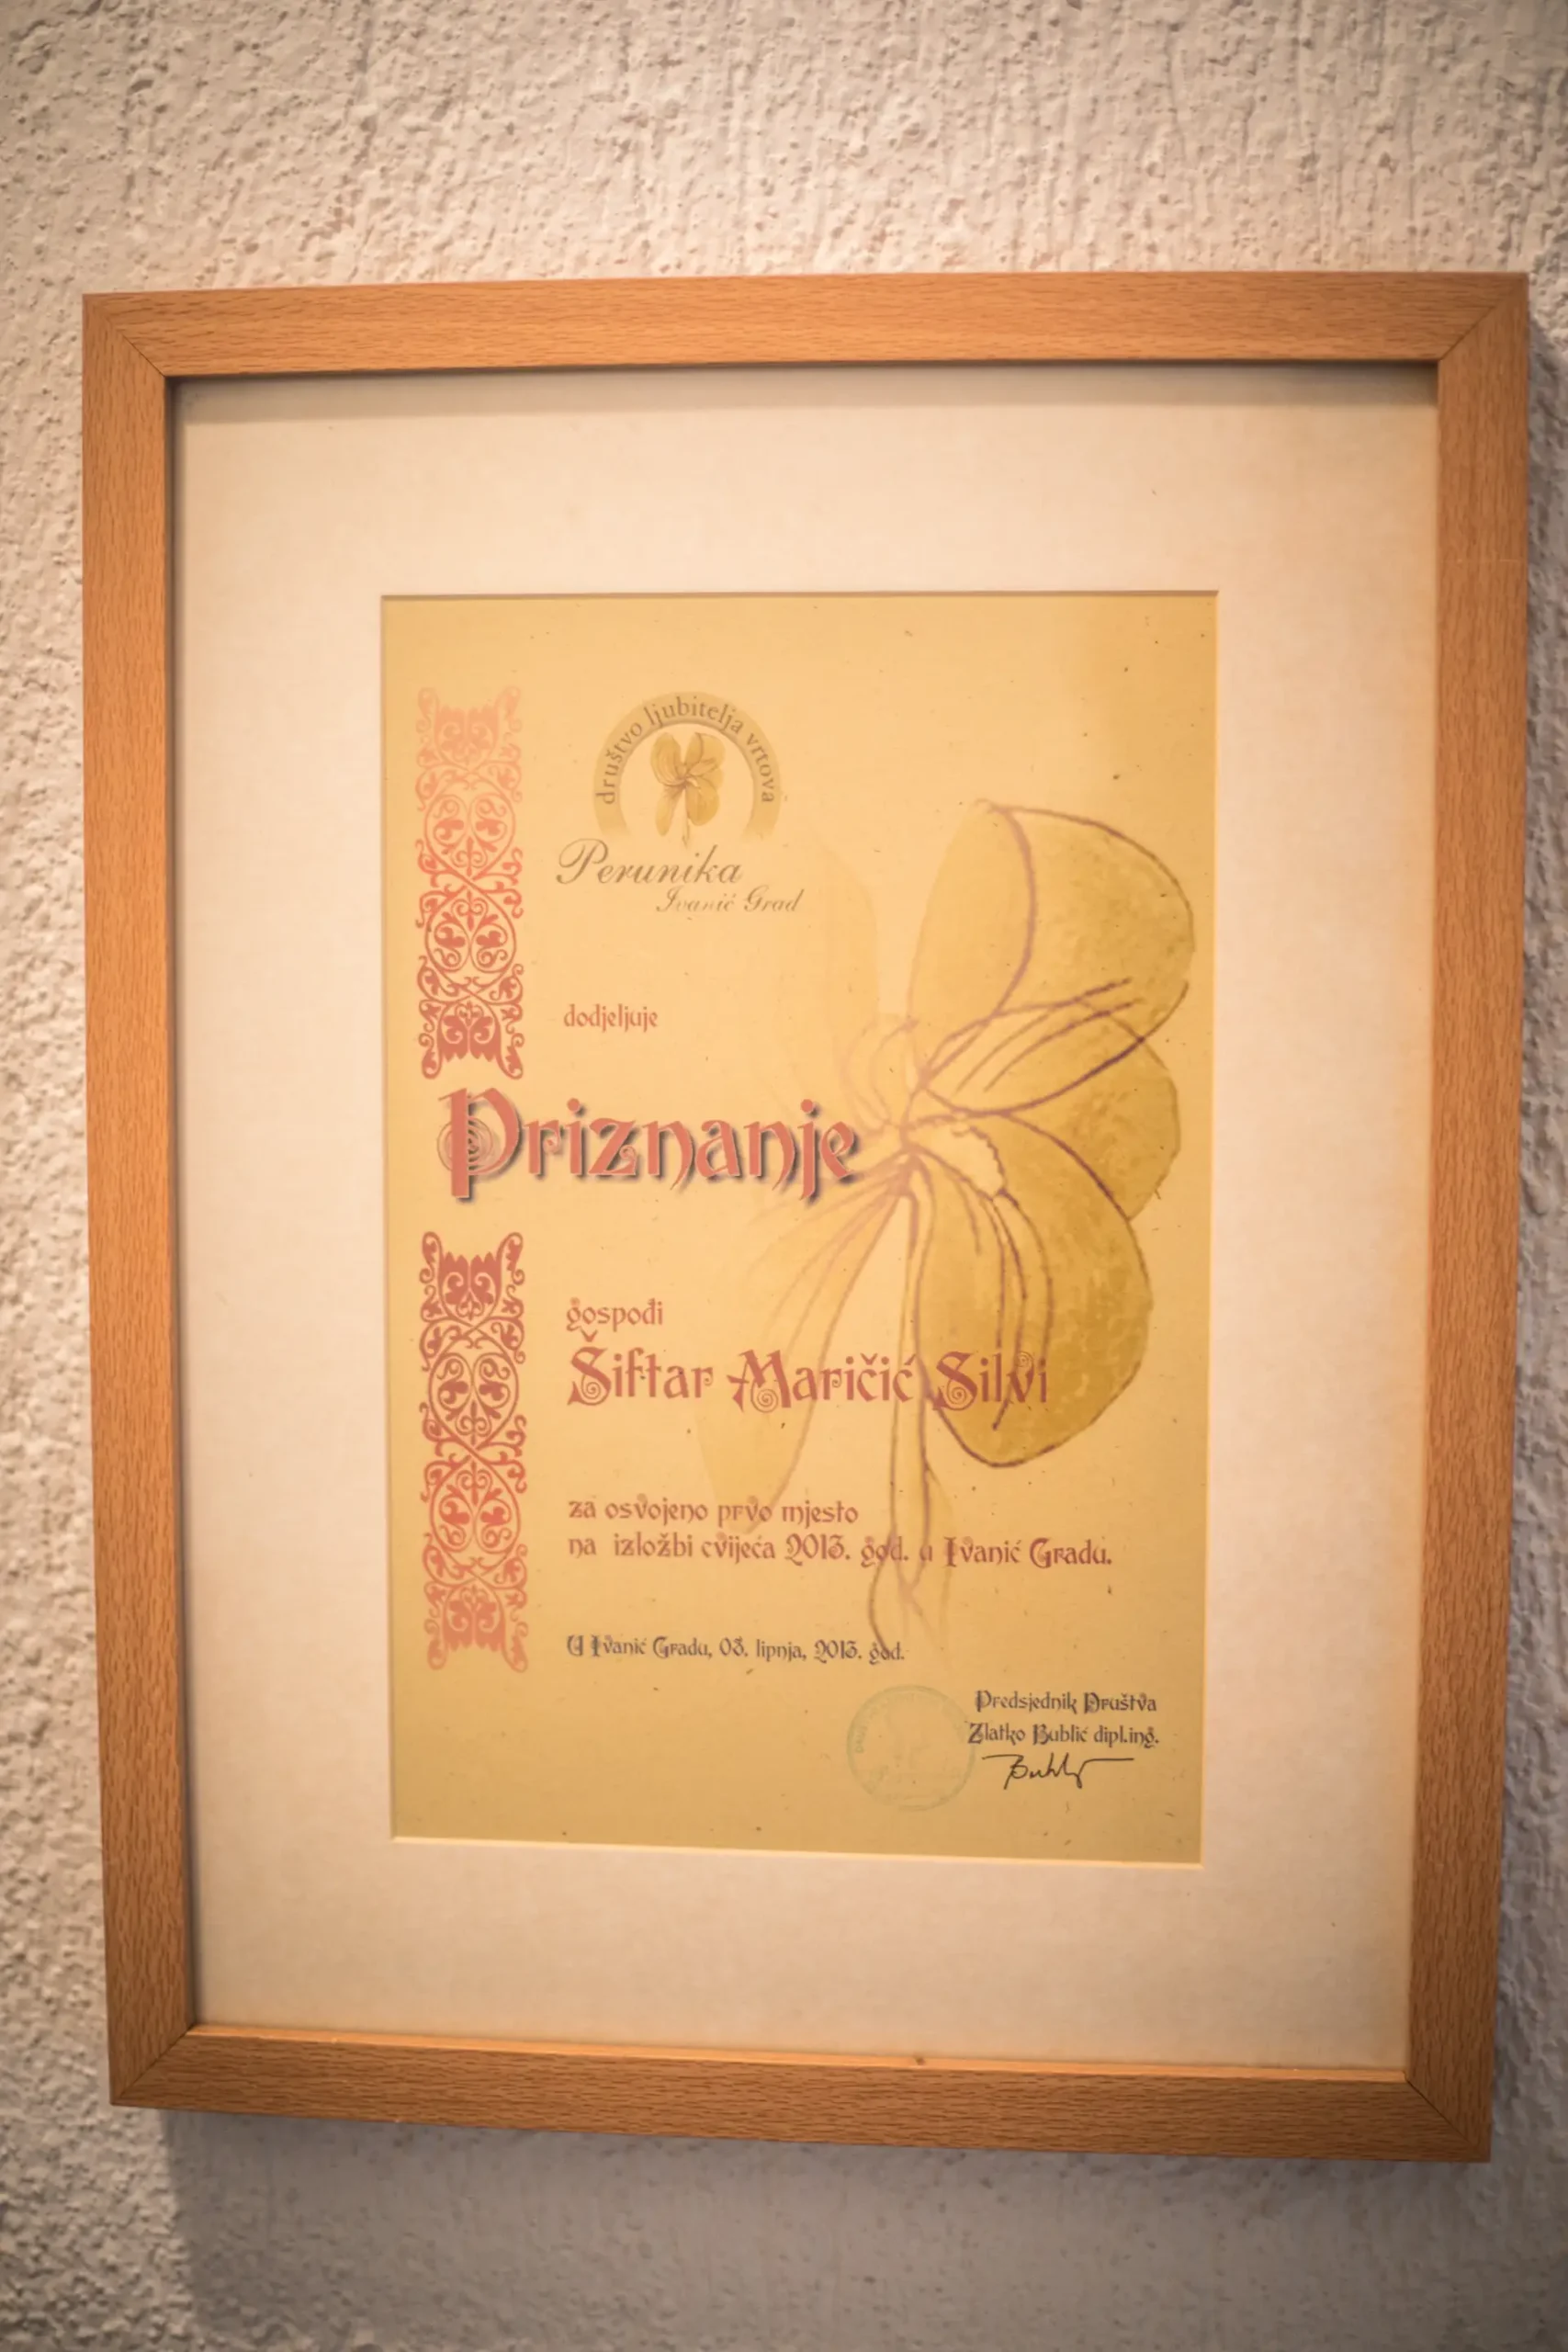 društvo ljubitelja vrtova
Perunika
Ivanić Grad
dodjeljuje
Priznanje
gospođi
Šiftar Maričić Silvi
za osvojeno prvo mjesto
na izložbi cvijeća 2013. god. u Ivanić Gradu.
U Ivanić Gradu, 03. lipnja, 2013. god.
Predsjednik Društva
Zlatko Bublić dipl.ing.